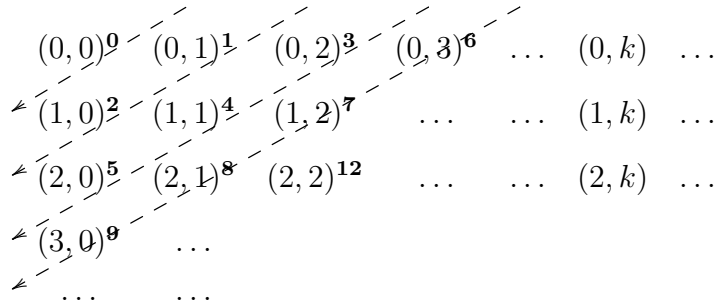 (0, 0)⁰ (0, 1)¹ (0, 2)³ (0, 3)⁶ … (0, k) …
(1, 0)² (1, 1)⁴ (1, 2)⁷ … … (1, k) …
(2, 0)⁵ (2, 1)⁸ (2, 2)¹² … … (2, k) …
(3, 0)⁹ …
… …